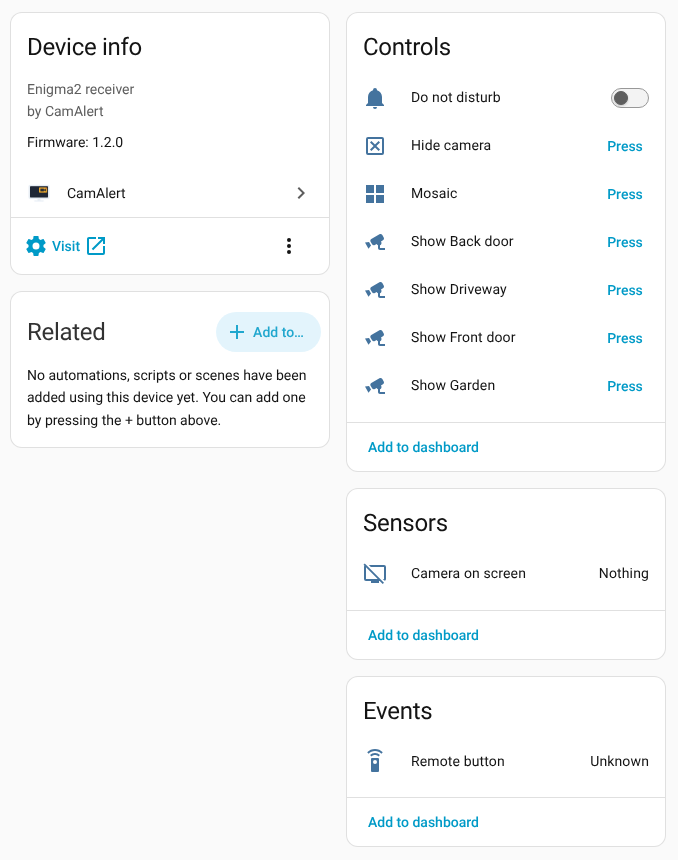 Device info
Enigma2 receiver
by CamAlert
Firmware: 1.2.0
CamAlert
Visit
Related
Add to…
No automations, scripts or scenes have been
added using this device yet. You can add one
by pressing the + button above.
Controls
Do not disturb
Hide camera Press
Mosaic Press
Show Back door Press
Show Driveway Press
Show Front door Press
Show Garden Press
Add to dashboard
Sensors
Camera on screen Nothing
Add to dashboard
Events
Remote button Unknown
Add to dashboard